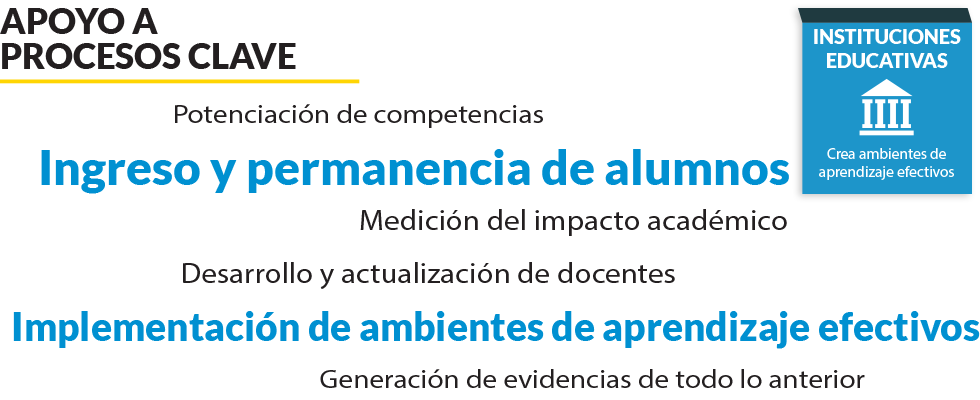 APOYO A
PROCESOS CLAVE
INSTITUCIONES
EDUCATIVAS
Crea ambientes de
aprendizaje efectivos
Potenciación de competencias
Ingreso y permanencia de alumnos
Medición del impacto académico
Desarrollo y actualización de docentes
Implementación de ambientes de aprendizaje efectivos
Generación de evidencias de todo lo anterior